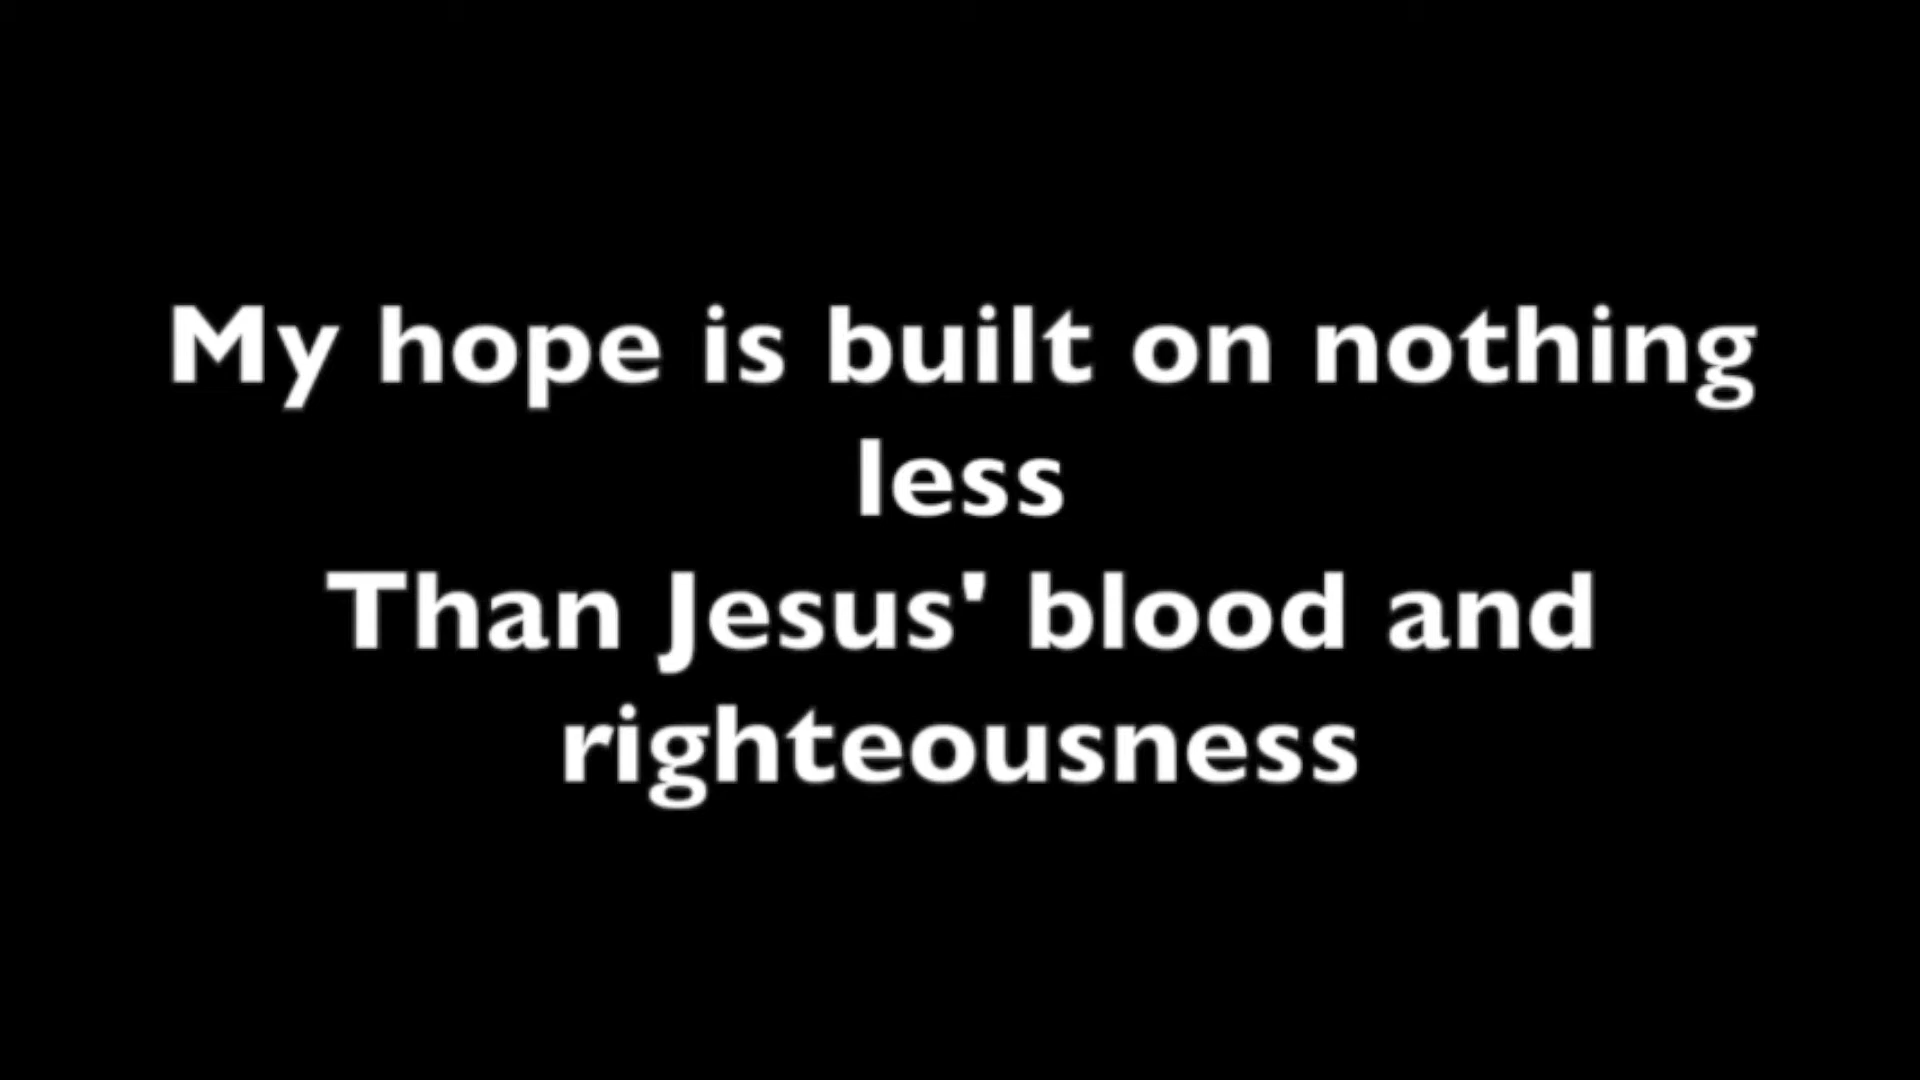 My hope is built on nothing
less
Than Jesus' blood and
righteousness